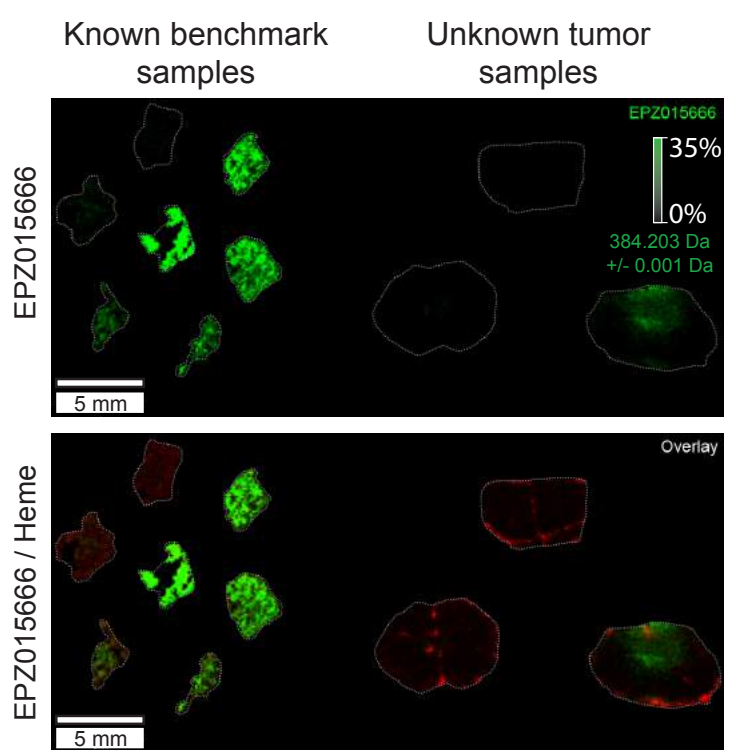 Known benchmark
samples
Unknown tumor
samples
EPZ015666
EPZ015666
35%
0%
384.203 Da
+/- 0.001 Da
5 mm
EPZ015666 / Heme
Overlay
5 mm